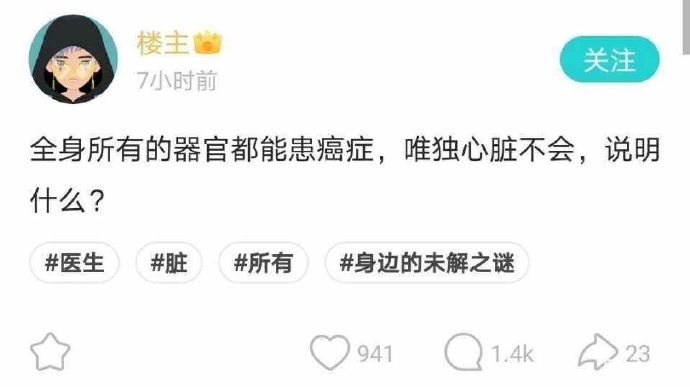 楼主
7小时前
关注
全身所有的器官都能患癌症，唯独心脏不会，说明
什么？
#医生 #脏 #所有 #身边的未解之谜
941 1.4k 23